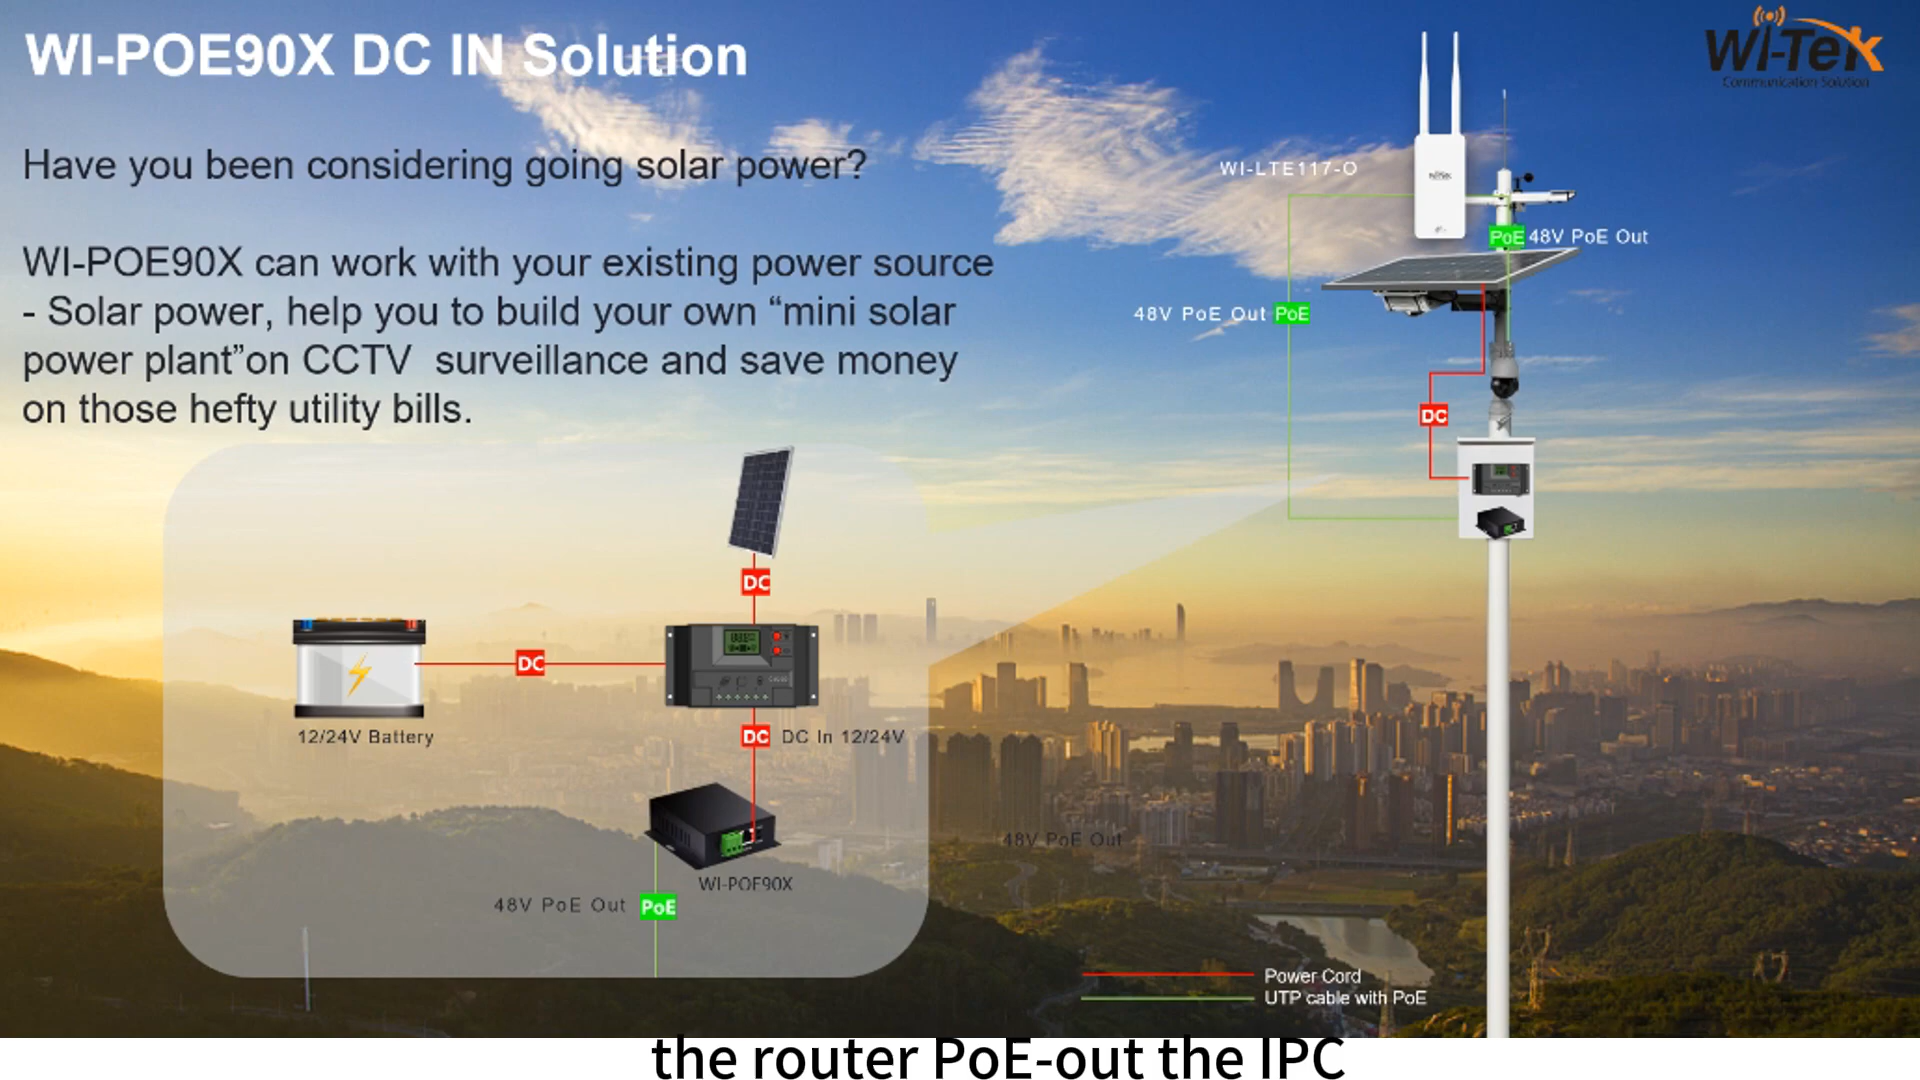 WI-POE90X DC IN Solution
WI-Tek
Communication Solution
Have you been considering going solar power?
WI-POE90X can work with your existing power source
- Solar power, help you to build your own “mini solar
power plant”on CCTV surveillance and save money
on those hefty utility bills.
WI-LTE117-O
PoE 48V PoE Out
48V PoE Out PoE
DC
DC
DC
12/24V Battery
DC DC In 12/24V
WI-POE90X
48V PoE Out PoE
48V PoE Out
Power Cord
UTP cable with PoE
the router PoE-out the IPC